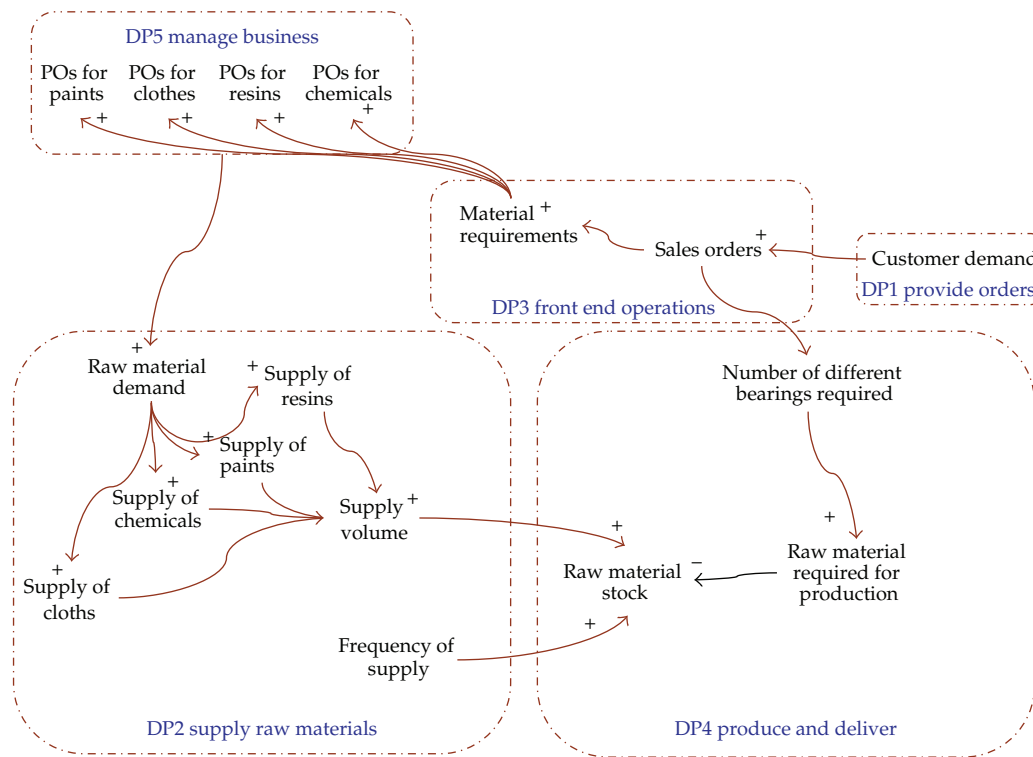 DP5 manage business
POs for
paints
+
POs for
clothes
+
POs for
resins
+
POs for
chemicals
+
Material +
requirements
Sales orders +
Customer demand
DP1 provide orders
DP3 front end operations
+
Raw material
demand
+
Supply of
resins
+
Supply of
paints
+
Supply of
chemicals
Supply +
volume
+
Supply of
cloths
Frequency of
supply
+
DP2 supply raw materials
Number of different
bearings required
+
Raw material
required for
production
+
Raw material −
stock
DP4 produce and deliver